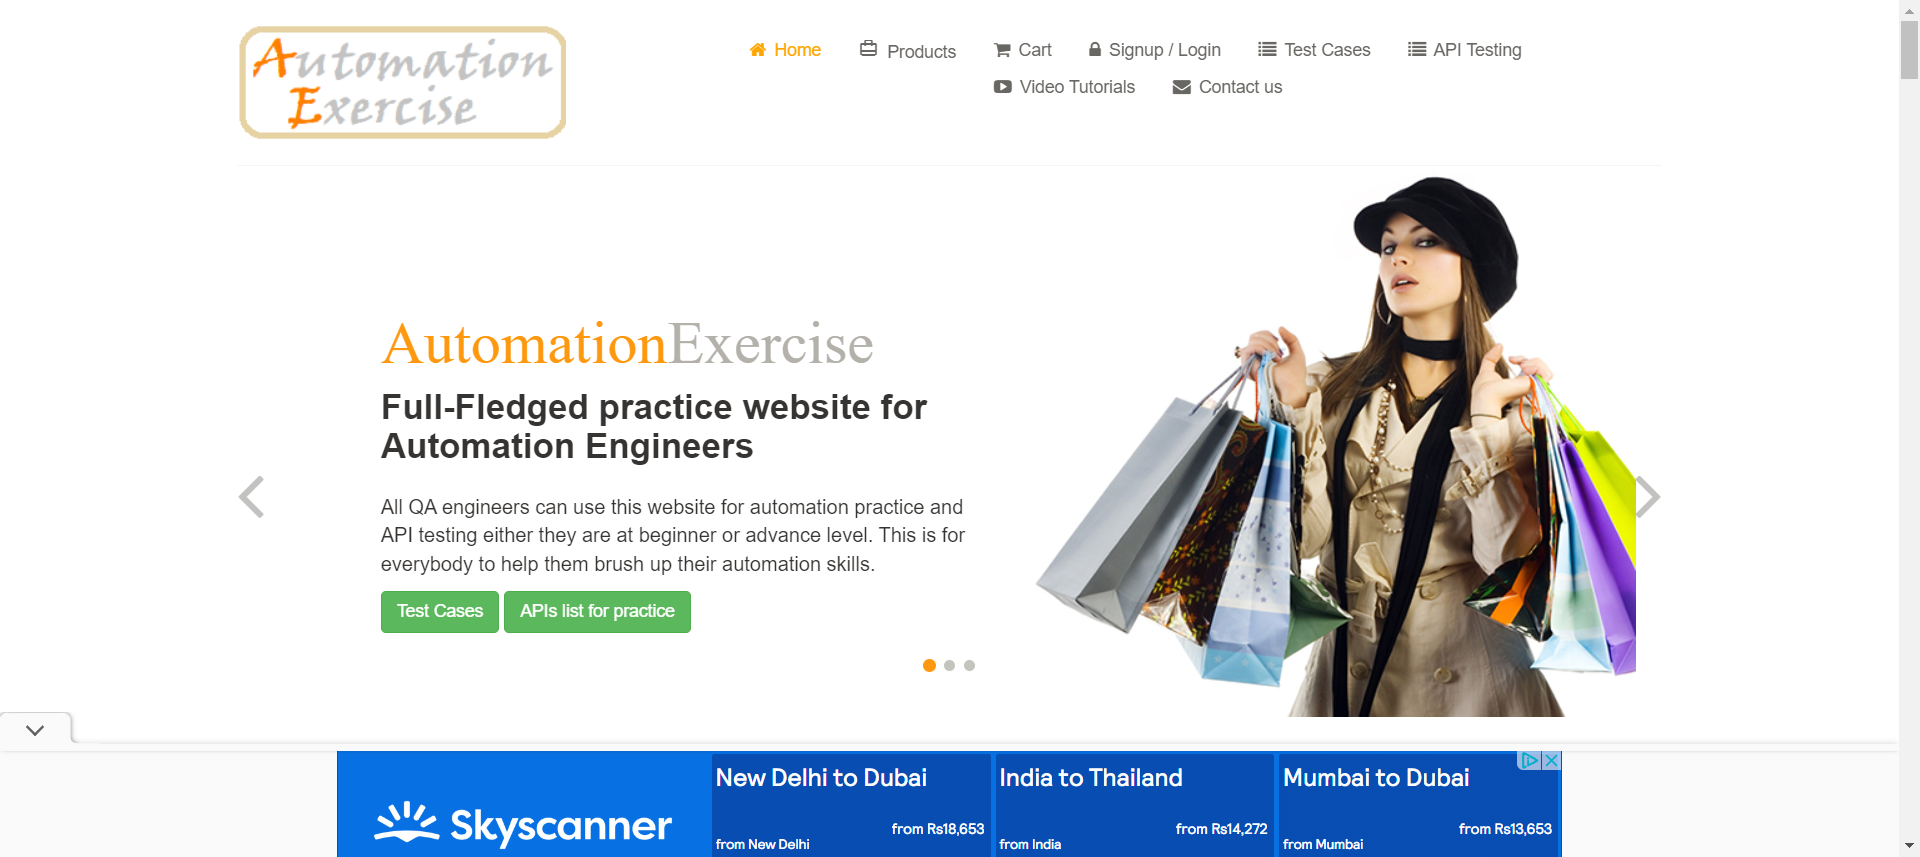 Automation
Exercise
Home
Products
Cart
Signup / Login
Test Cases
API Testing
Video Tutorials
Contact us
AutomationExercise
Full-Fledged practice website for
Automation Engineers
All QA engineers can use this website for automation practice and
API testing either they are at beginner or advance level. This is for
everybody to help them brush up their automation skills.
Test Cases
APIs list for practice
Skyscanner
New Delhi to Dubai
from Rs18,653
from New Delhi
India to Thailand
from Rs14,272
from India
Mumbai to Dubai
from Rs13,653
from Mumbai